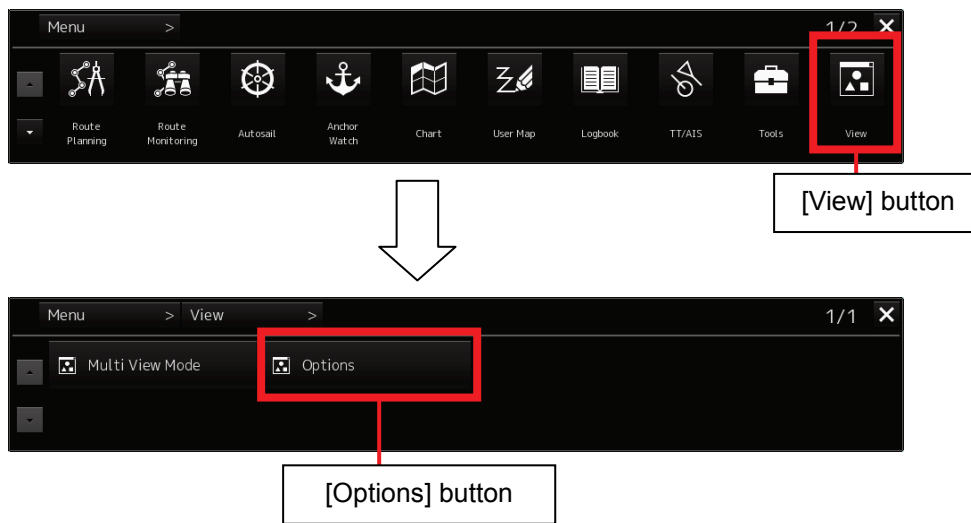 Menu >
1/2 ×
Route
Planning
Route
Monitoring
Autosail
Anchor
Watch
Chart
User Map
Logbook
TT/AIS
Tools
View
[View] button
Menu > View >
1/1 ×
Multi View Mode
Options
[Options] button